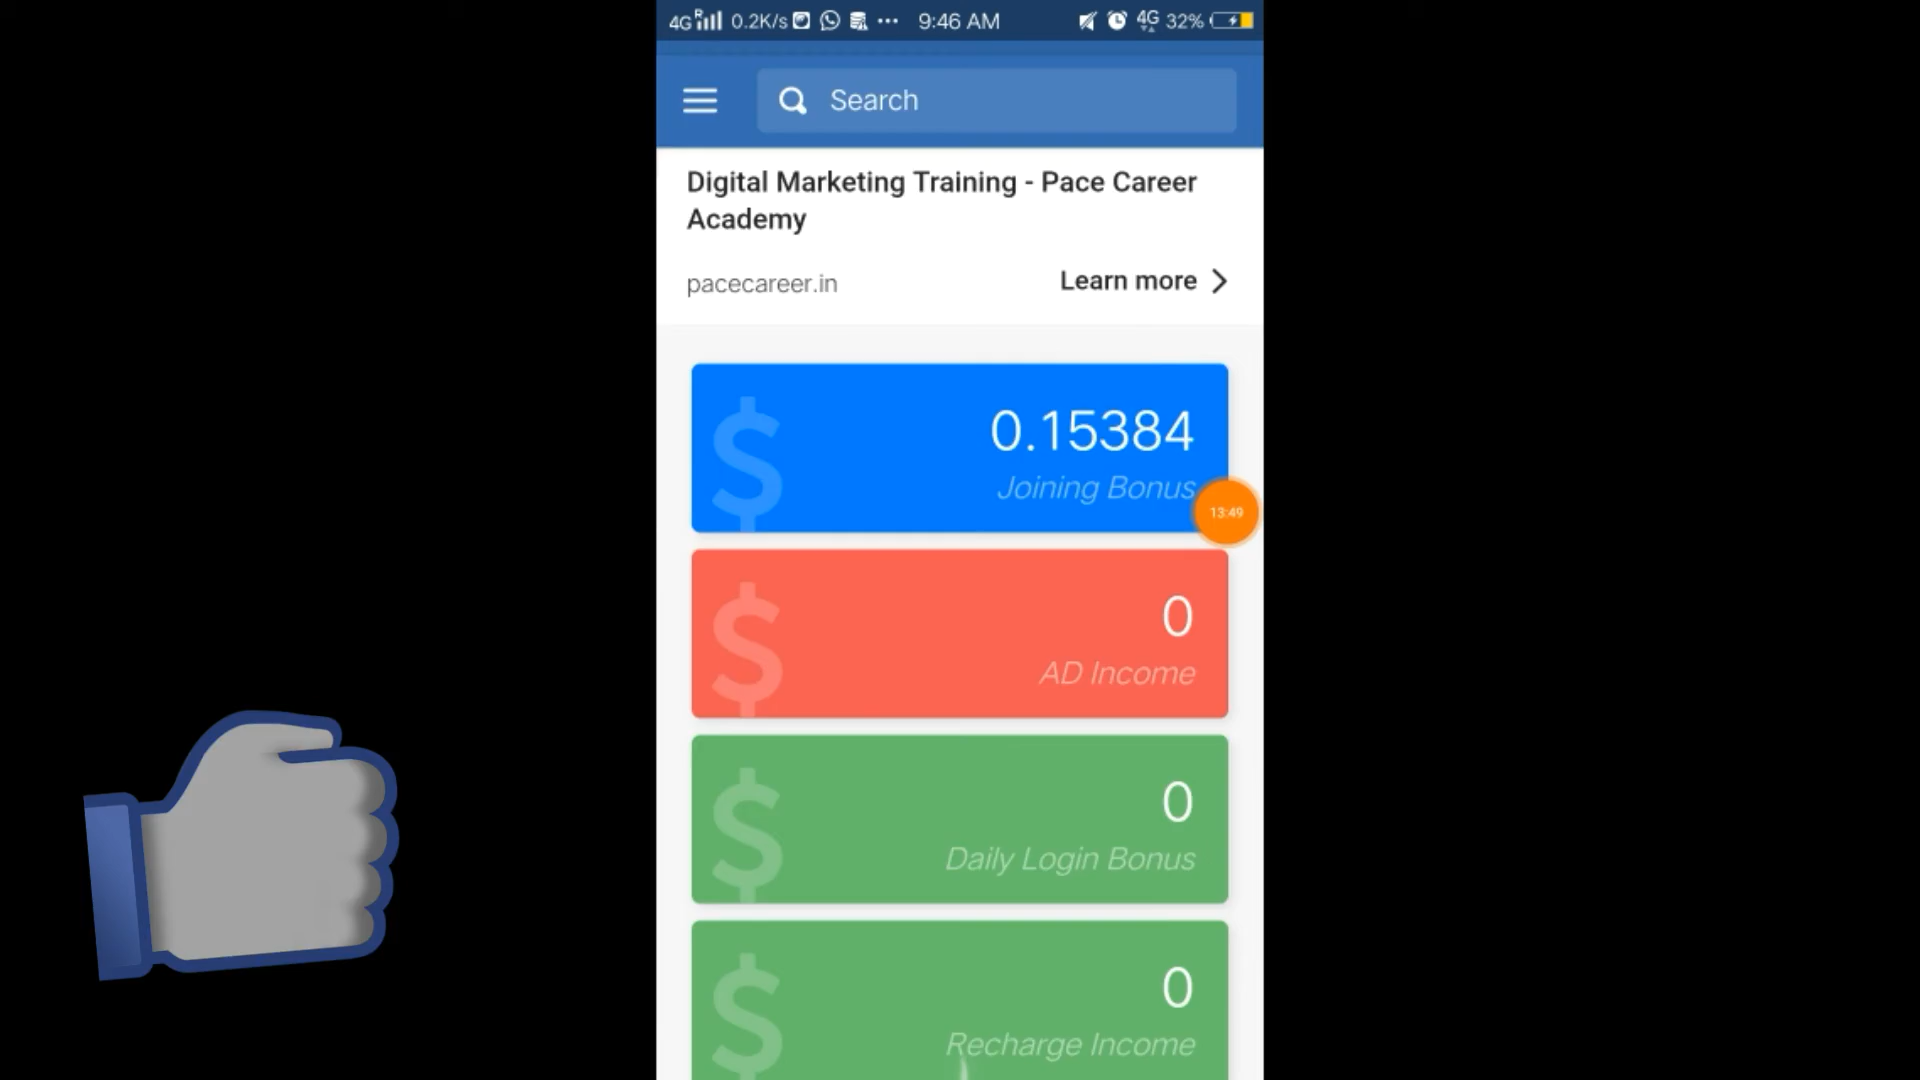 4G R 0.2K/s ... 9:46 AM 4G 32%
Search
Digital Marketing Training - Pace Career
Academy
pacecareer.in Learn more
0.15384
Joining Bonus
13:49
$
0
AD Income
$
0
Daily Login Bonus
$
0
Recharge Income
$